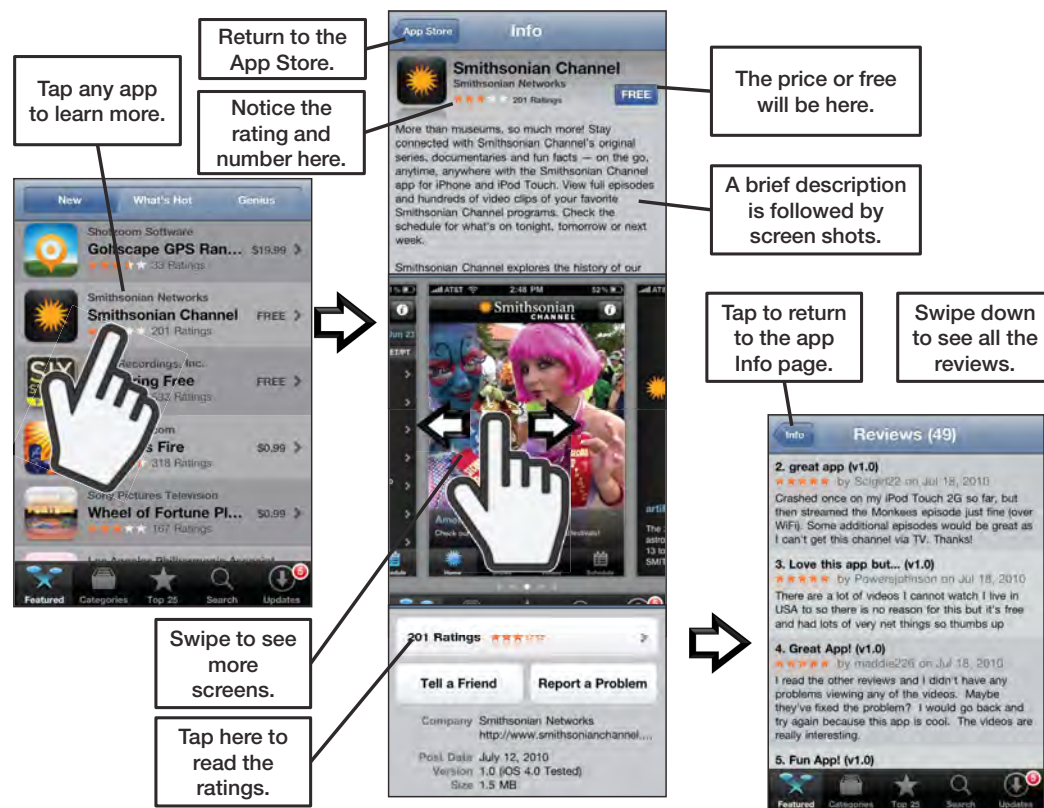 Return to the
App Store.
Tap any app
to learn more.
Notice the
rating and
number here.
The price or free
will be here.
A brief description
is followed by
screen shots.
Tap to return
to the app
Info page.
Swipe down
to see all the
reviews.
Swipe to see
more
screens.
Tap here to
read the
ratings.
New What's Hot Genius
Software
Ran... $19.99
33 Ratings
Smithsonian Networks
Smithsonian Channel FREE
201 Ratings
Inc.
Free FREE
Ratings
Fire $0.99
318 Ratings
Sony Pictures Television
Wheel of Fortune Pl... $0.99
167 Ratings
Featured Categories Top 25 Search Updates
App Store Info
Smithsonian Channel
Smithsonian Networks
201 Ratings FREE
More than museums, so much more! Stay
connected with Smithsonian Channel's original
series, documentaries and fun facts — on the go,
anytime, anywhere with the Smithsonian Channel
app for iPhone and iPod Touch. View full episodes
and hundreds of video clips of your favorite
Smithsonian Channel programs. Check the
schedule for what's on tonight, tomorrow or next
week.
Smithsonian Channel explores the history of our
AT&T 2:48 PM 52%
Smithsonian
CHANNEL
Home Schedule
201 Ratings
Tell a Friend Report a Problem
Company Smithsonian Networks
http://www.smithsonianchannel....
Post Date July 12, 2010
Version 1.0 (iOS 4.0 Tested)
Size 1.5 MB
Info Reviews (49)
2. great app (v1.0)
by Scigirl22 on Jul 18, 2010
Crashed once on my iPod Touch 2G so far, but
then streamed the Monkees episode just fine (over
WiFi). Some additional episodes would be great as
I can't get this channel via TV. Thanks!
3. Love this app but... (v1.0)
by Powersjohnson on Jul 18, 2010
There are a lot of videos I cannot watch I live in
USA to so there is no reason for this but it's free
and had lots of very net things so thumbs up
4. Great App! (v1.0)
by maddie226 on Jul 18, 2010
I read the other reviews and I didn't have any
problems viewing any of the videos. Maybe
they've fixed the problem? I would go back and
try again because this app is cool. The videos are
really interesting.
5. Fun App! (v1.0)
Featured Categories Top 25 Search Updates